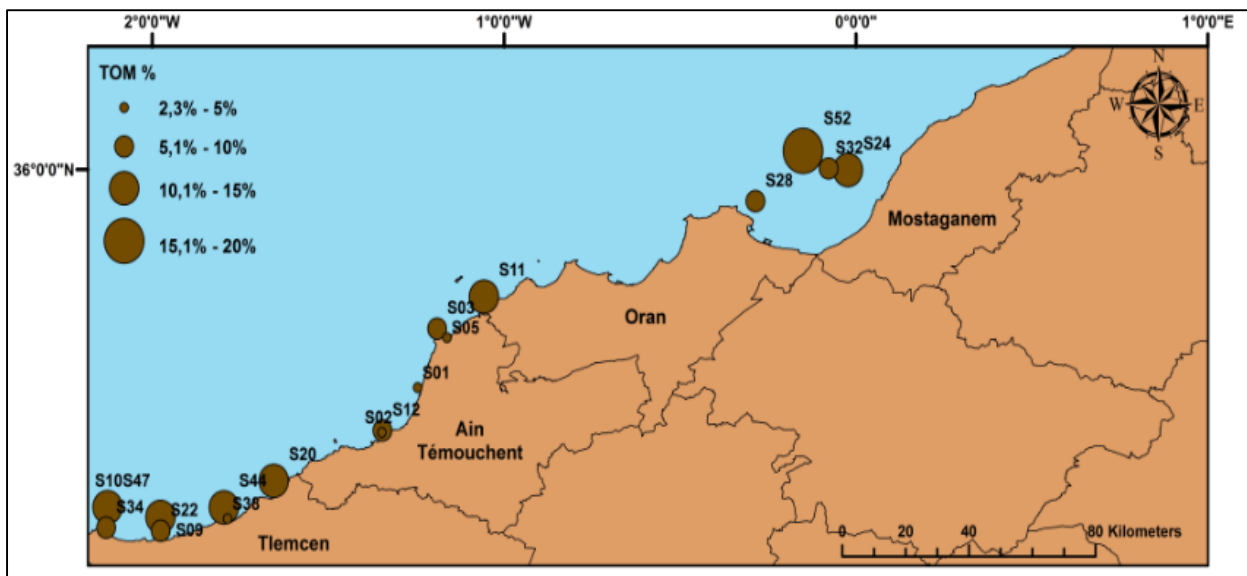 2°0'0"W 1°0'0"W 0°0'0" 1°0'0"E
TOM %
2,3% - 5%
5,1% - 10%
10,1% - 15%
15,1% - 20%
36°0'0"N
N
W E
S
S52
S32 S24
S28
Mostaganem
S11
S03
S05
Oran
S01
S02 S12
Ain
Témouchent
S20
S10S47
S44
S34
S22
S38
S09
Tlemcen
0 20 40 80 Kilometers